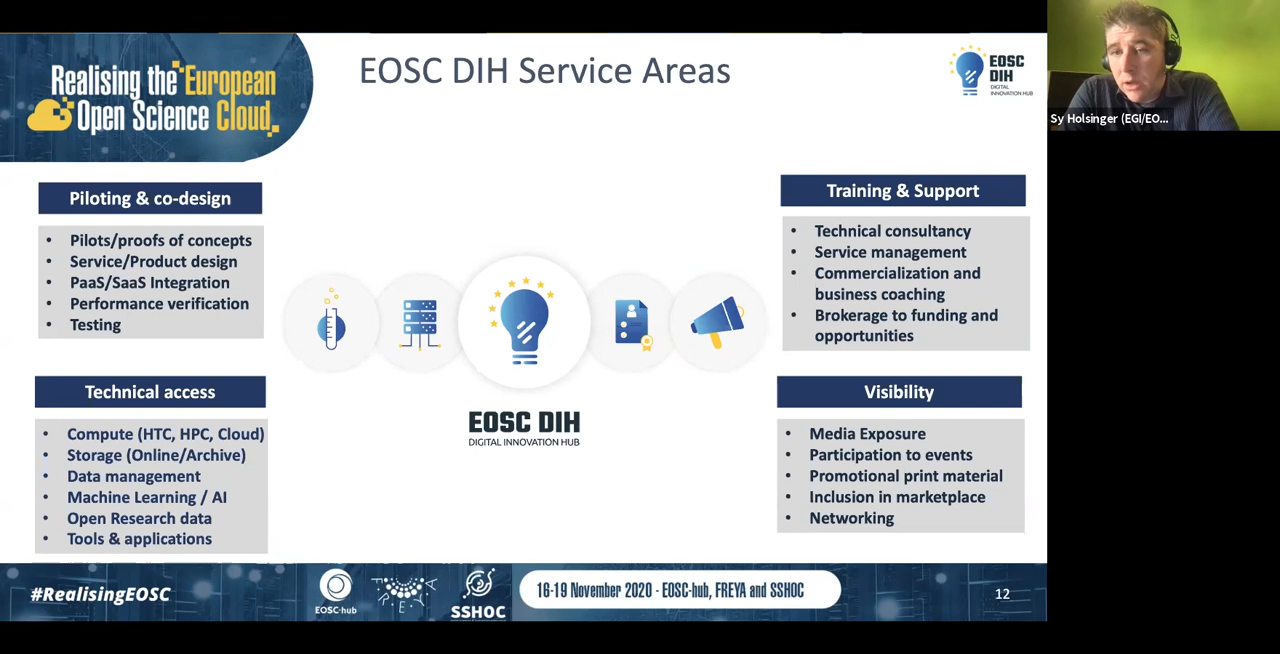 Realising the European
Open Science Cloud
EOSC DIH Service Areas
EOSC
DIH
DIGITAL
INNOVATION HUB
Sy Holsinger (EGI/EO...
Piloting & co-design
• Pilots/proofs of concepts
• Service/Product design
• PaaS/SaaS Integration
• Performance verification
• Testing
Technical access
• Compute (HTC, HPC, Cloud)
• Storage (Online/Archive)
• Data management
• Machine Learning / AI
• Open Research data
• Tools & applications
EOSC DIH
DIGITAL INNOVATION HUB
Training & Support
• Technical consultancy
• Service management
• Commercialization and
business coaching
• Brokerage to funding and
opportunities
Visibility
• Media Exposure
• Participation to events
• Promotional print material
• Inclusion in marketplace
• Networking
#RealisingEOSC
EOSC-hub
FREYA
SSHOC
16-19 November 2020 - EOSC-hub, FREYA and SSHOC
12